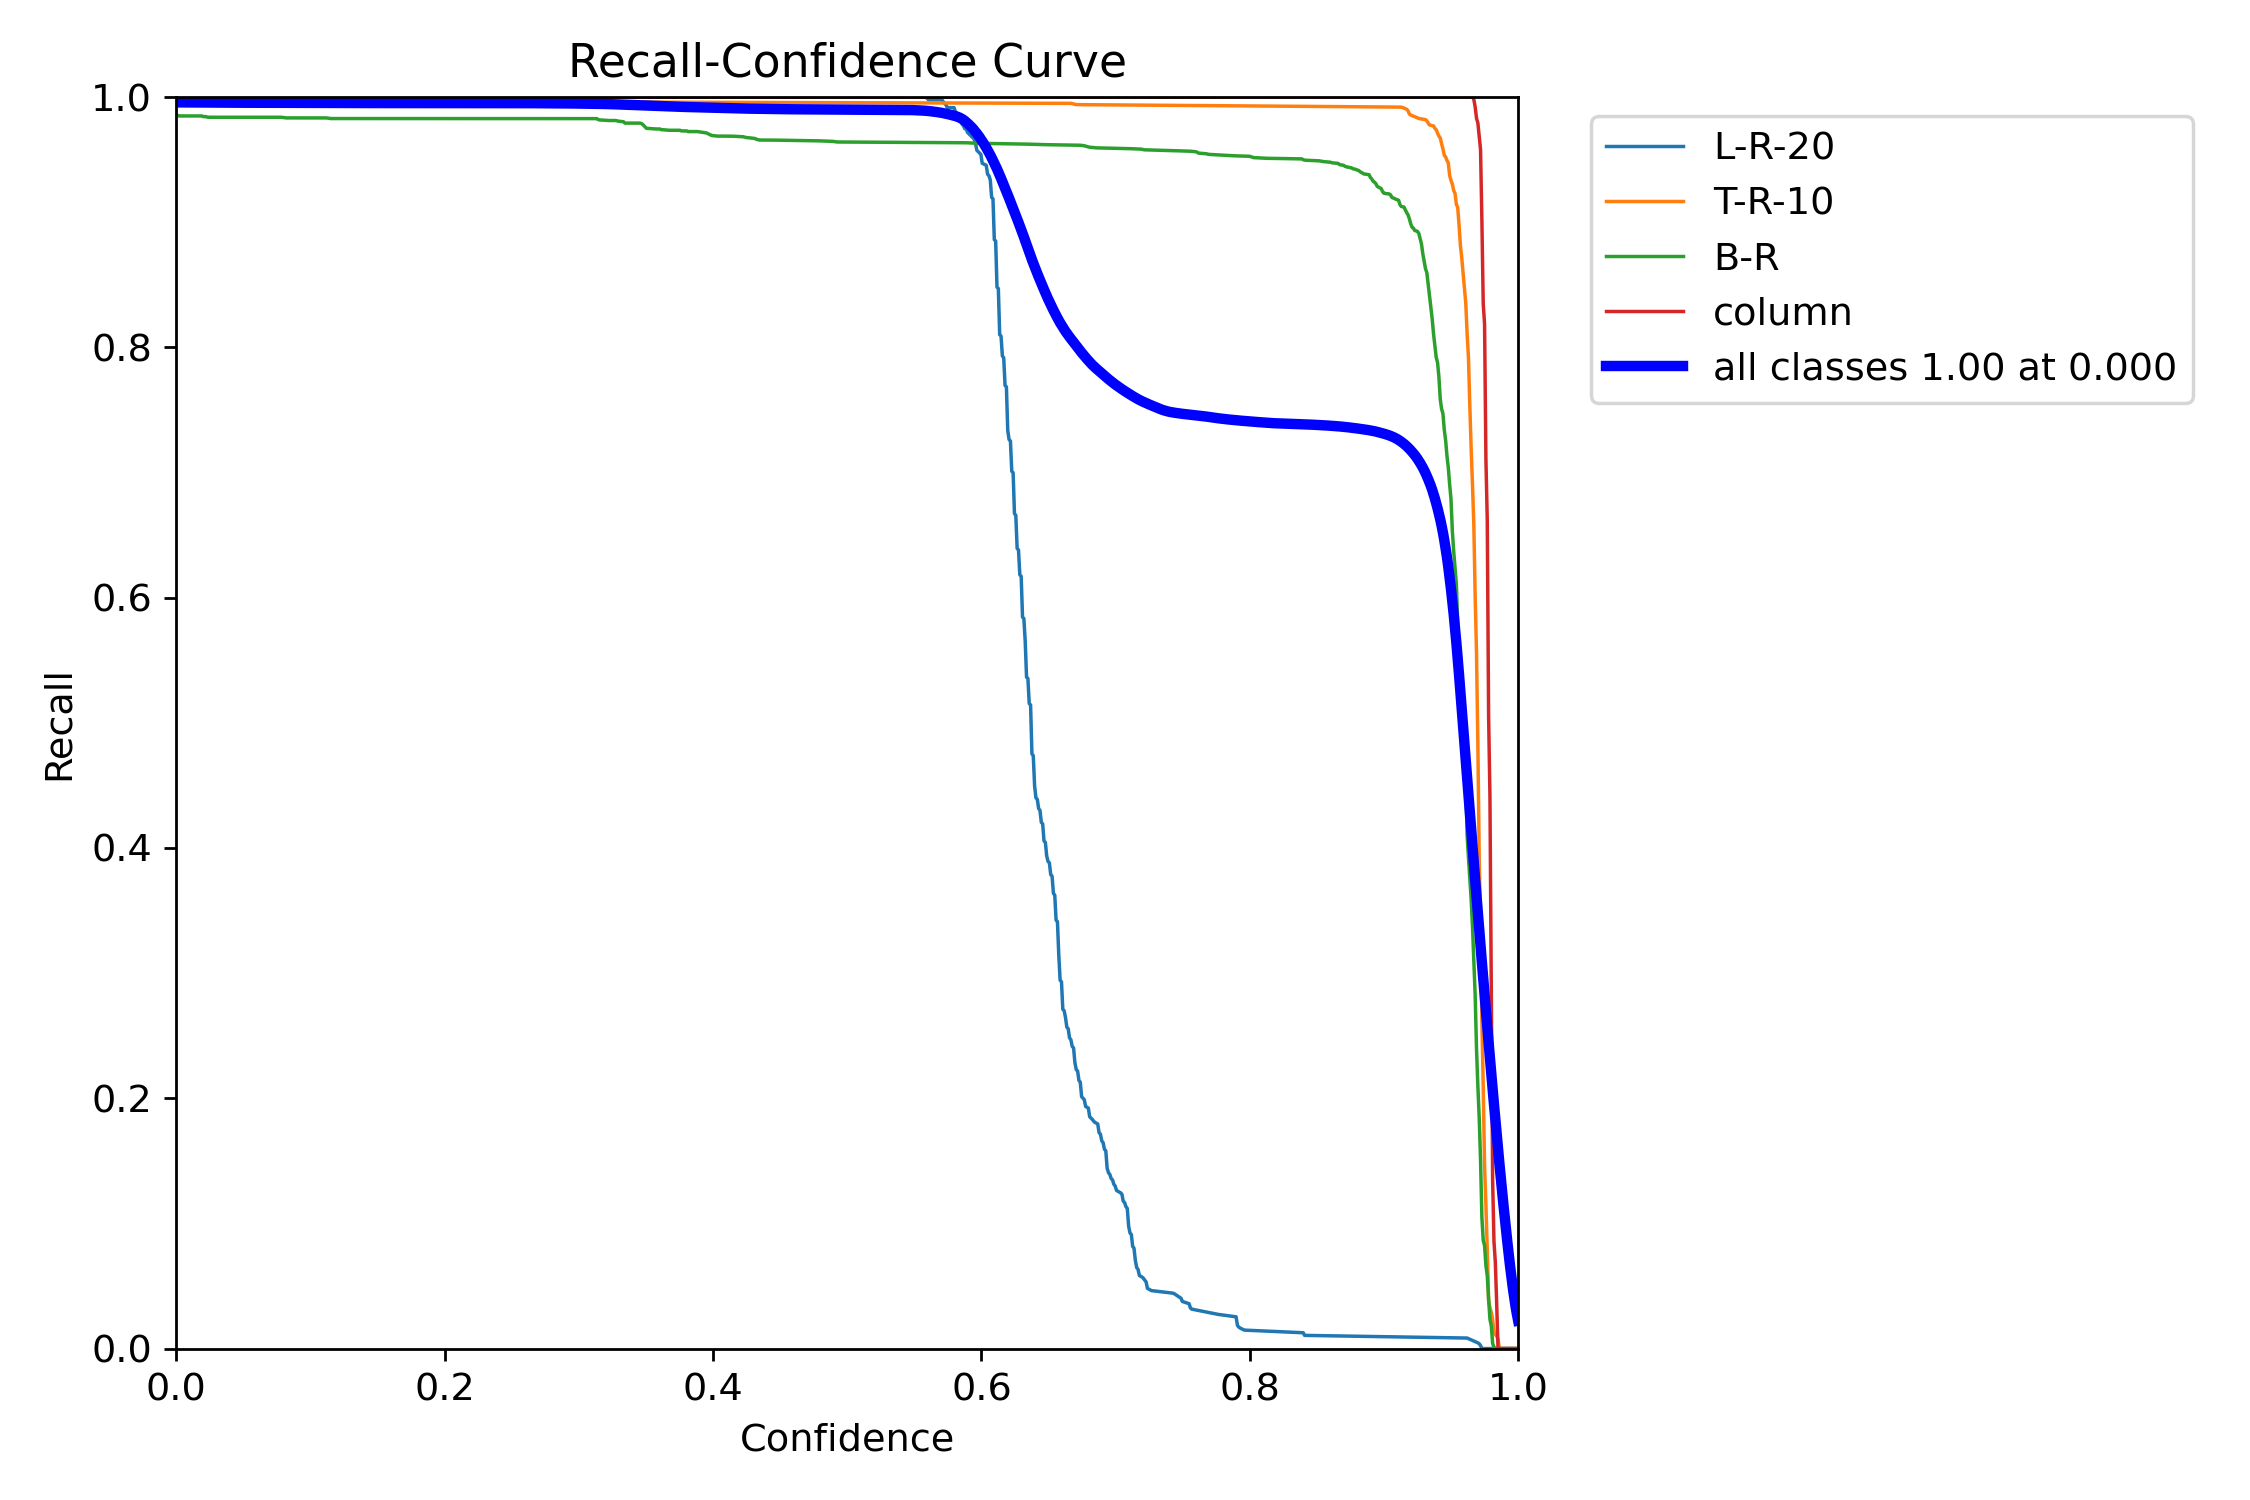 Recall-Confidence Curve
1.0
0.8
0.6
0.4
0.2
0.0
Recall
0.0 0.2 0.4 0.6 0.8 1.0
Confidence
L-R-20
T-R-10
B-R
column
all classes 1.00 at 0.000